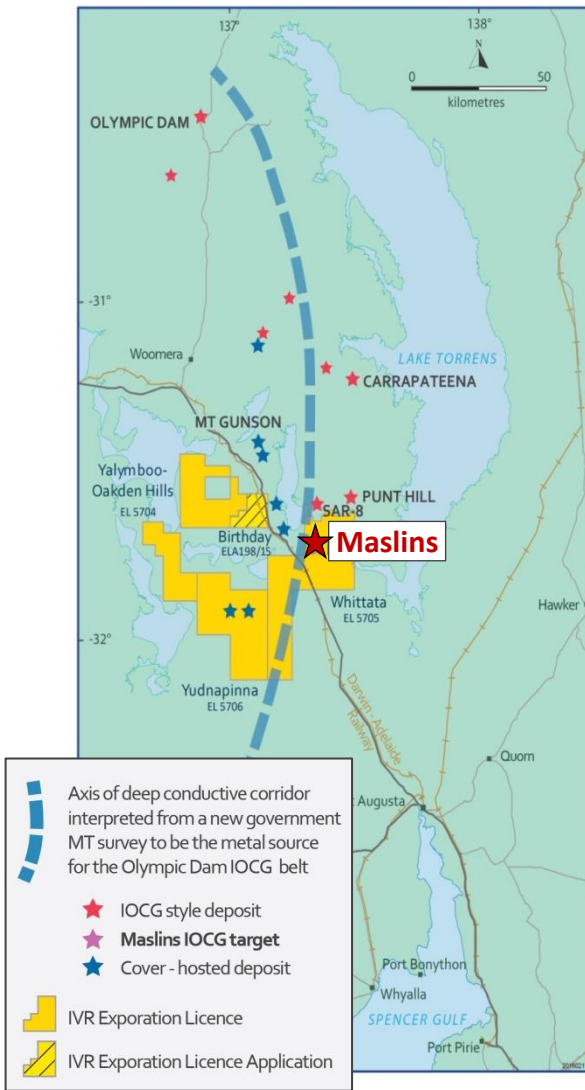 137°
138°
N
0
50
kilometres
OLYMPIC DAM
-31°
Woomera
LAKE TORRENS
CARRAPATEENA
MT GUNSON
Yalymboo-
Oakden Hills
EL 5704
PUNT HILL
SAR-8
Birthday
ELA198/15
Maslins
Whittata
EL 5705
Hawker
-32°
Yudnapinna
EL 5706
Darwin - Adelaide
Railway
Quorn
Augusta
Axis of deep conductive corridor
interpreted from a new government
MT survey to be the metal source
for the Olympic Dam IOCG belt
IOCG style deposit
Maslins IOCG target
Cover - hosted deposit
IVR Exporation Licence
IVR Exporation Licence Application
Port Bonython
Whyalla
SPENCER GULF
Port Pirie